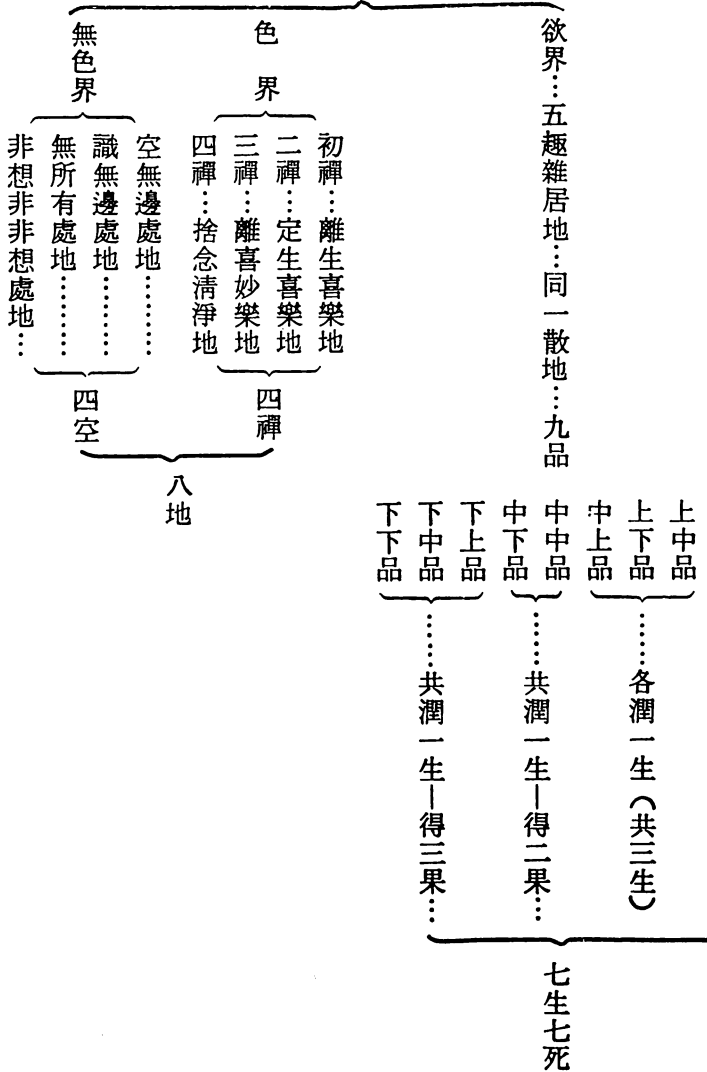 欲界…五趣雜居地…同一散地…九品
上中品
上下品
中上品
……各潤一生（共三生）
中中品
中下品
……共潤一生—得二果…
下上品
下中品
下下品
……共潤一生—得三果…
七生七死
色界
初禪…離生喜樂地
二禪…定生喜樂地
三禪…離喜妙樂地
四禪…捨念淸淨地
四禪
無色界
空無邊處地………
識無邊處地………
無所有處地………
非想非非想處地…
四空
八地